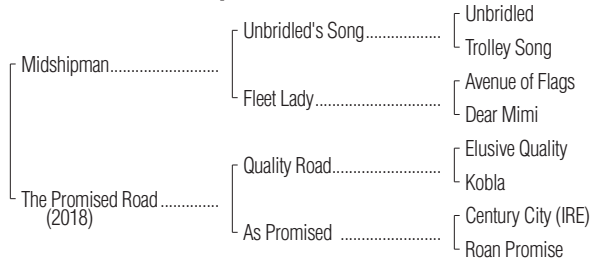 Unbridled
Unbridled's Song
Trolley Song
Midshipman
Avenue of Flags
Fleet Lady
Dear Mimi
Elusive Quality
Quality Road
Kobla
The Promised Road
(2018)
Century City (IRE)
As Promised
Roan Promise